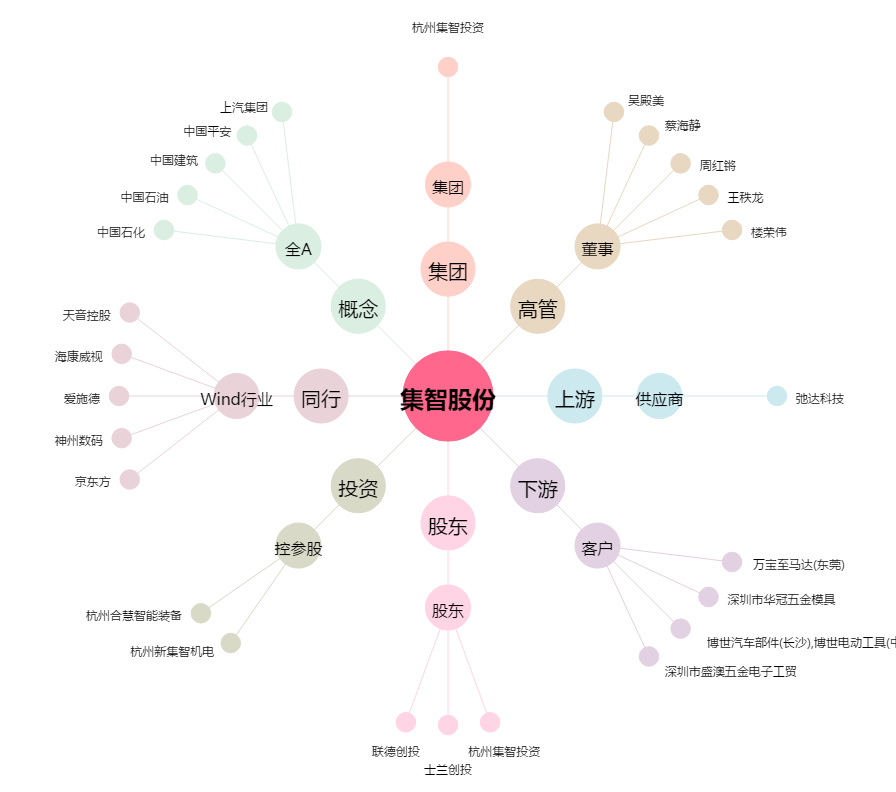 杭州集智投资
集团
集团
上汽集团
中国平安
中国建筑
中国石油
中国石化
全A
概念
吴殿美
蔡海静
周红锵
王秩龙
楼荣伟
董事
高管
天音控股
海康威视
爱施德
神州数码
京东方
Wind行业
同行
集智股份
上游
供应商
弛达科技
投资
控参股
杭州合慧智能装备
杭州新集智机电
股东
股东
联德创投
士兰创投
杭州集智投资
下游
客户
万宝至马达(东莞)
深圳市华冠五金模具
博世汽车部件(长沙),博世电动工具(中
深圳市盛澳五金电子工贸